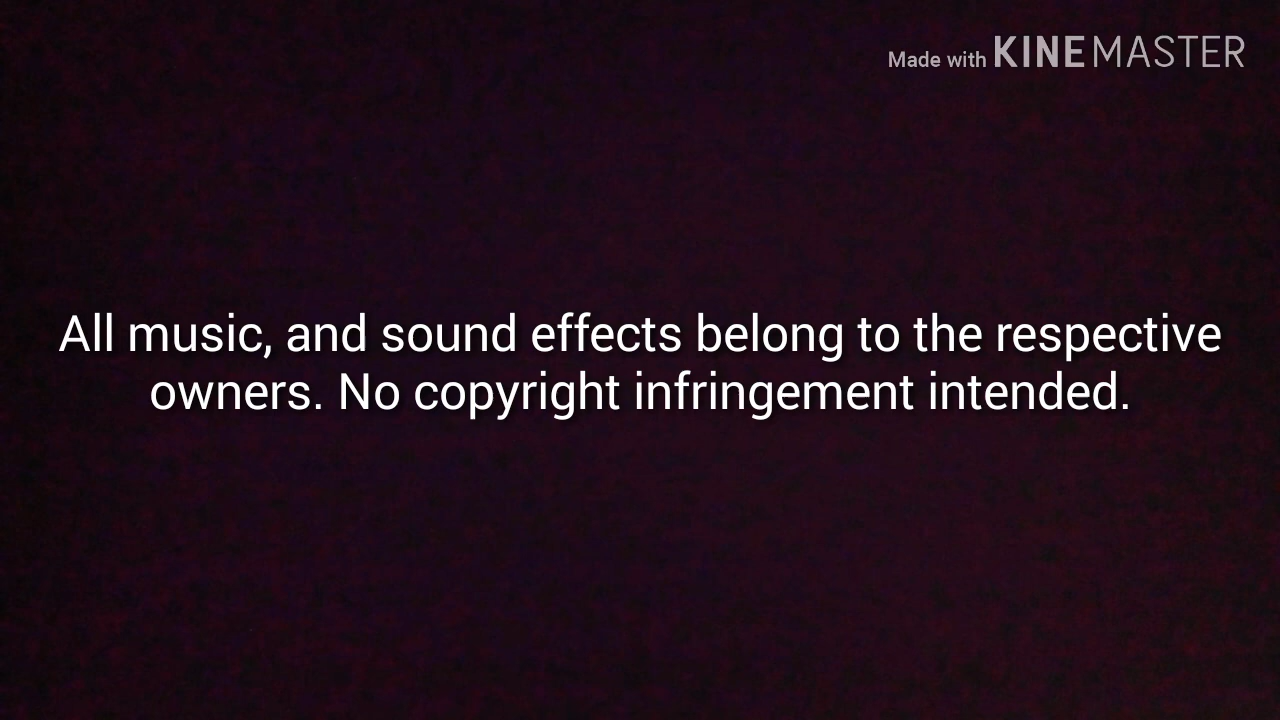 Made with KINEMASTER
All music, and sound effects belong to the respective
owners. No copyright infringement intended.